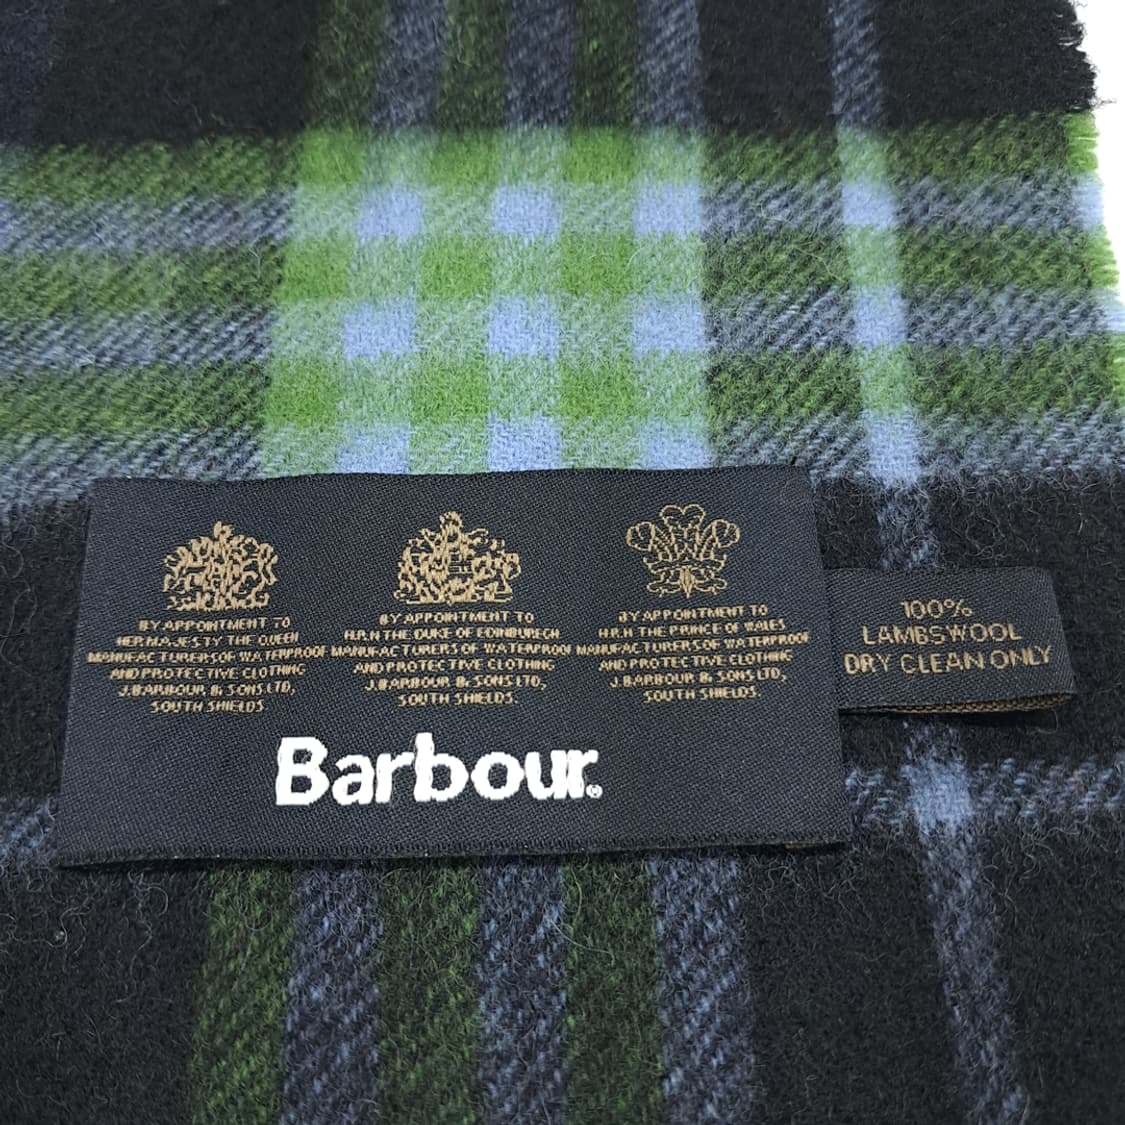 BY APPOINTMENT TO
HER MAJESTY THE QUEEN
MANUFACTURERS OF WATERPROOF
AND PROTECTIVE CLOTHING
J.BARBOUR & SONS LTD,
SOUTH SHIELDS
BY APPOINTMENT TO
H.R.H THE DUKE OF EDINBURGH
MANUFACTURERS OF WATERPROOF
AND PROTECTIVE CLOTHING
J.BARBOUR & SONS LTD,
SOUTH SHIELDS.
BY APPOINTMENT TO
H.R.H THE PRINCE OF WALES
MANUFACTURERS OF WATERPROOF
AND PROTECTIVE CLOTHING
J.BARBOUR & SONS LTD,
SOUTH SHIELDS.
Barbour.®
100%
LAMBSWOOL
DRY CLEAN ONLY